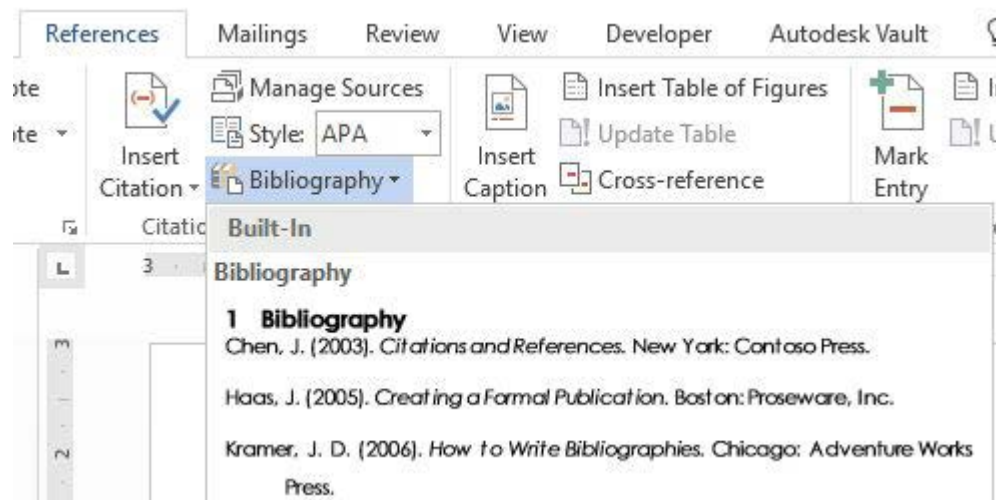 References Mailings Review View Developer Autodesk Vault
Manage Sources Insert Table of Figures
Style: APA Update Table
Insert Citation Bibliography Insert Caption Cross-reference Mark Entry
Built-In
3
Bibliography
1 Bibliography
Chen, J. (2003). Citations and References. New York: Contoso Press.
3
Haas, J. (2005). Creating a Formal Publication. Boston: Proseware, Inc.
2
Kramer, J. D. (2006). How to Write Bibliographies. Chicago: Adventure Works
Press.